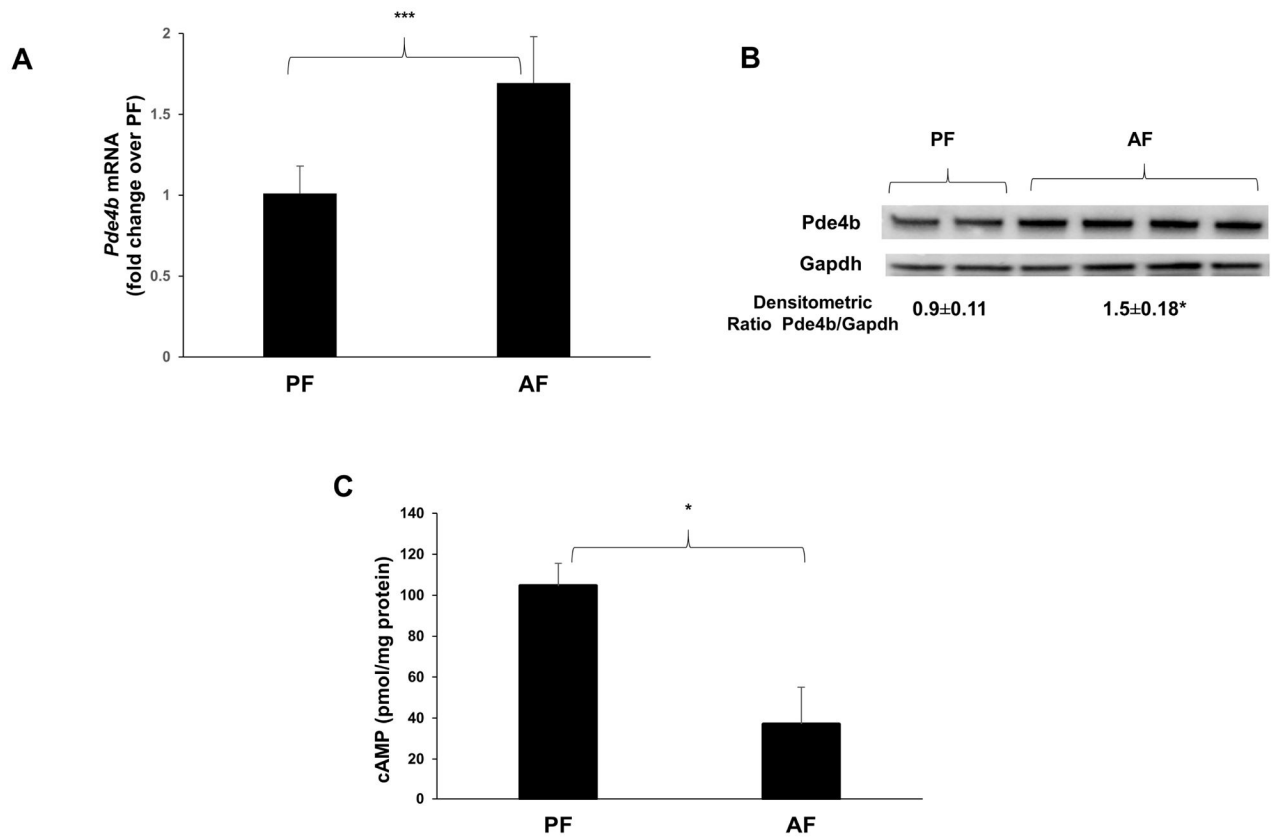 A
***
Pde4b mRNA
(fold change over PF)
2
1.5
1
0.5
0
PF
AF
B
PF
AF
Pde4b
Gapdh
Densitometric
Ratio Pde4b/Gapdh
0.9±0.11
1.5±0.18*
C
*
cAMP (pmol/mg protein)
140
120
100
80
60
40
20
0
PF
AF